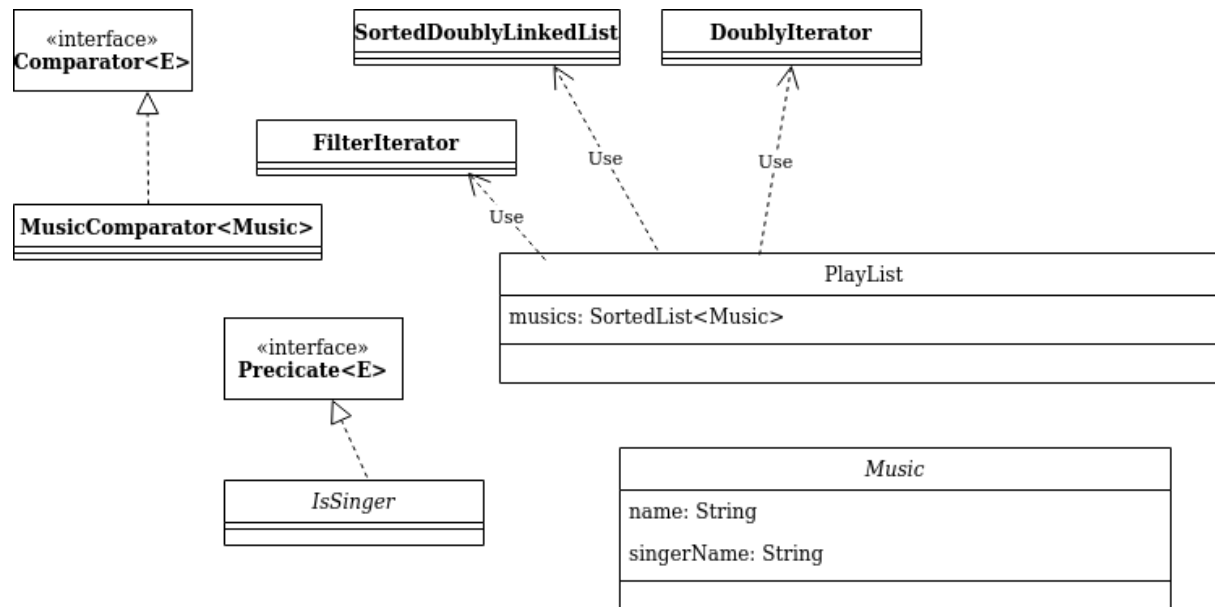 «interface»
Comparator<E>
SortedDoublyLinkedList
DoublyIterator
FilterIterator
Use
Use
Use
MusicComparator<Music>
PlayList
musics: SortedList<Music>
«interface»
Precicate<E>
IsSinger
Music
name: String
singerName: String